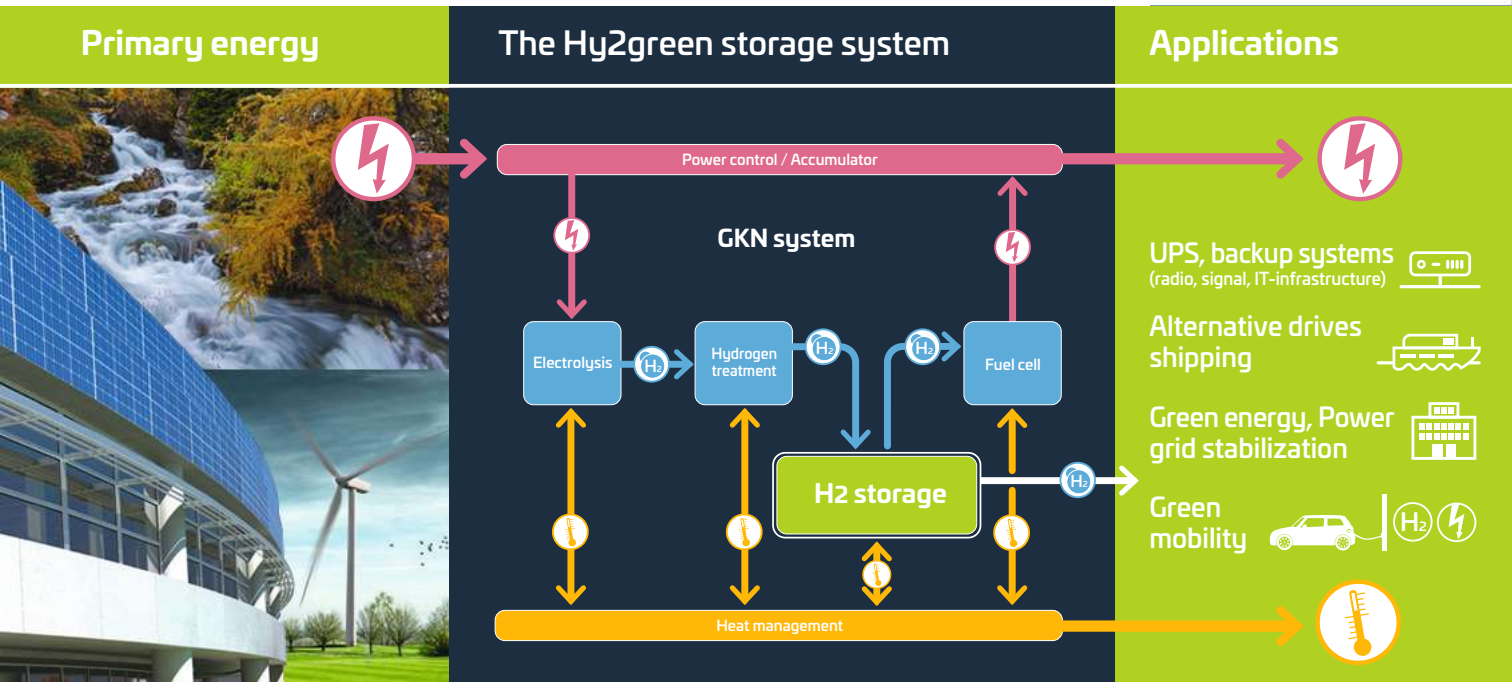 Primary energy
The Hy2green storage system
Applications
Power control / Accumulator
GKN system
Electrolysis
H2
Hydrogen
treatment
H2
H2
Fuel cell
H2 storage
H2
Heat management
UPS, backup systems
(radio, signal, IT-infrastructure)
Alternative drives
shipping
Green energy, Power
grid stabilization
Green
mobility
H2